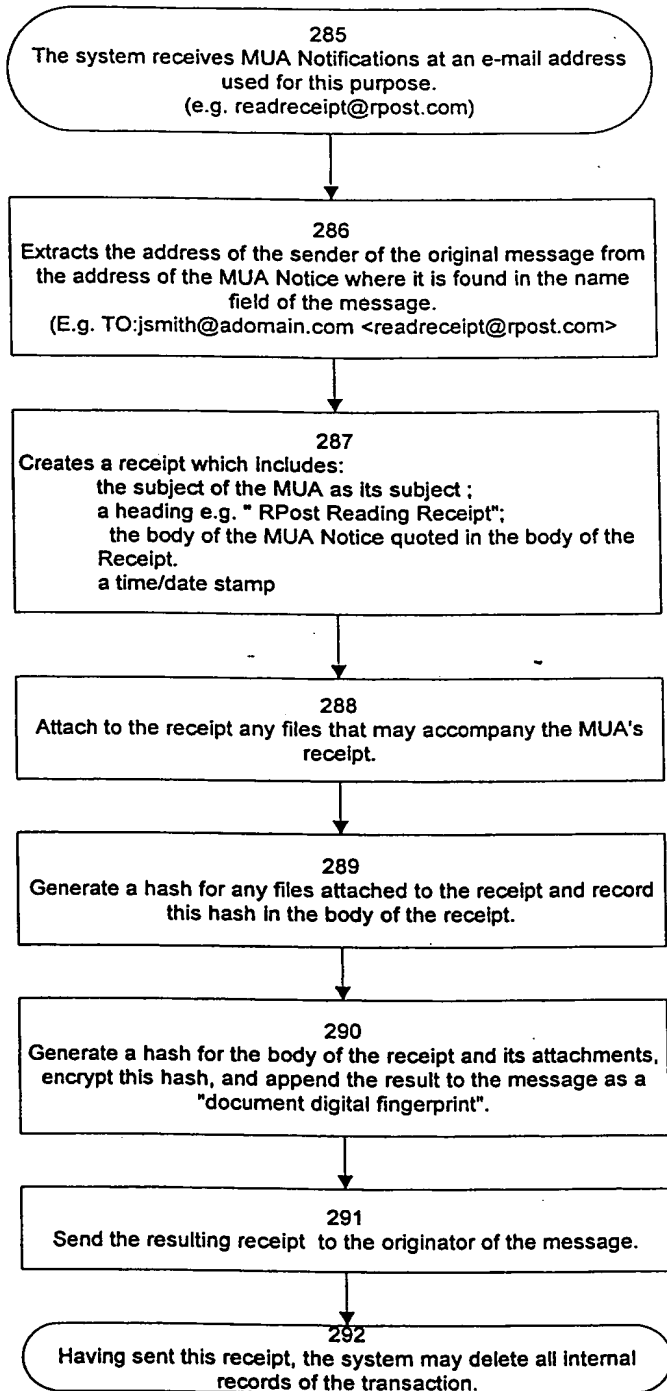 285
The system receives MUA Notifications at an e-mail address
used for this purpose.
(e.g. readreceipt@rpost.com)
286
Extracts the address of the sender of the original message from
the address of the MUA Notice where it is found in the name
field of the message.
(E.g. TO:jsmith@adomain.com <readreceipt@rpost.com>
287
Creates a receipt which includes:
the subject of the MUA as its subject ;
a heading e.g. " RPost Reading Receipt";
the body of the MUA Notice quoted in the body of the
Receipt.
a time/date stamp
288
Attach to the receipt any files that may accompany the MUA's
receipt.
289
Generate a hash for any files attached to the receipt and record
this hash in the body of the receipt.
290
Generate a hash for the body of the receipt and its attachments,
encrypt this hash, and append the result to the message as a
"document digital fingerprint".
291
Send the resulting receipt to the originator of the message.
292
Having sent this receipt, the system may delete all internal
records of the transaction.